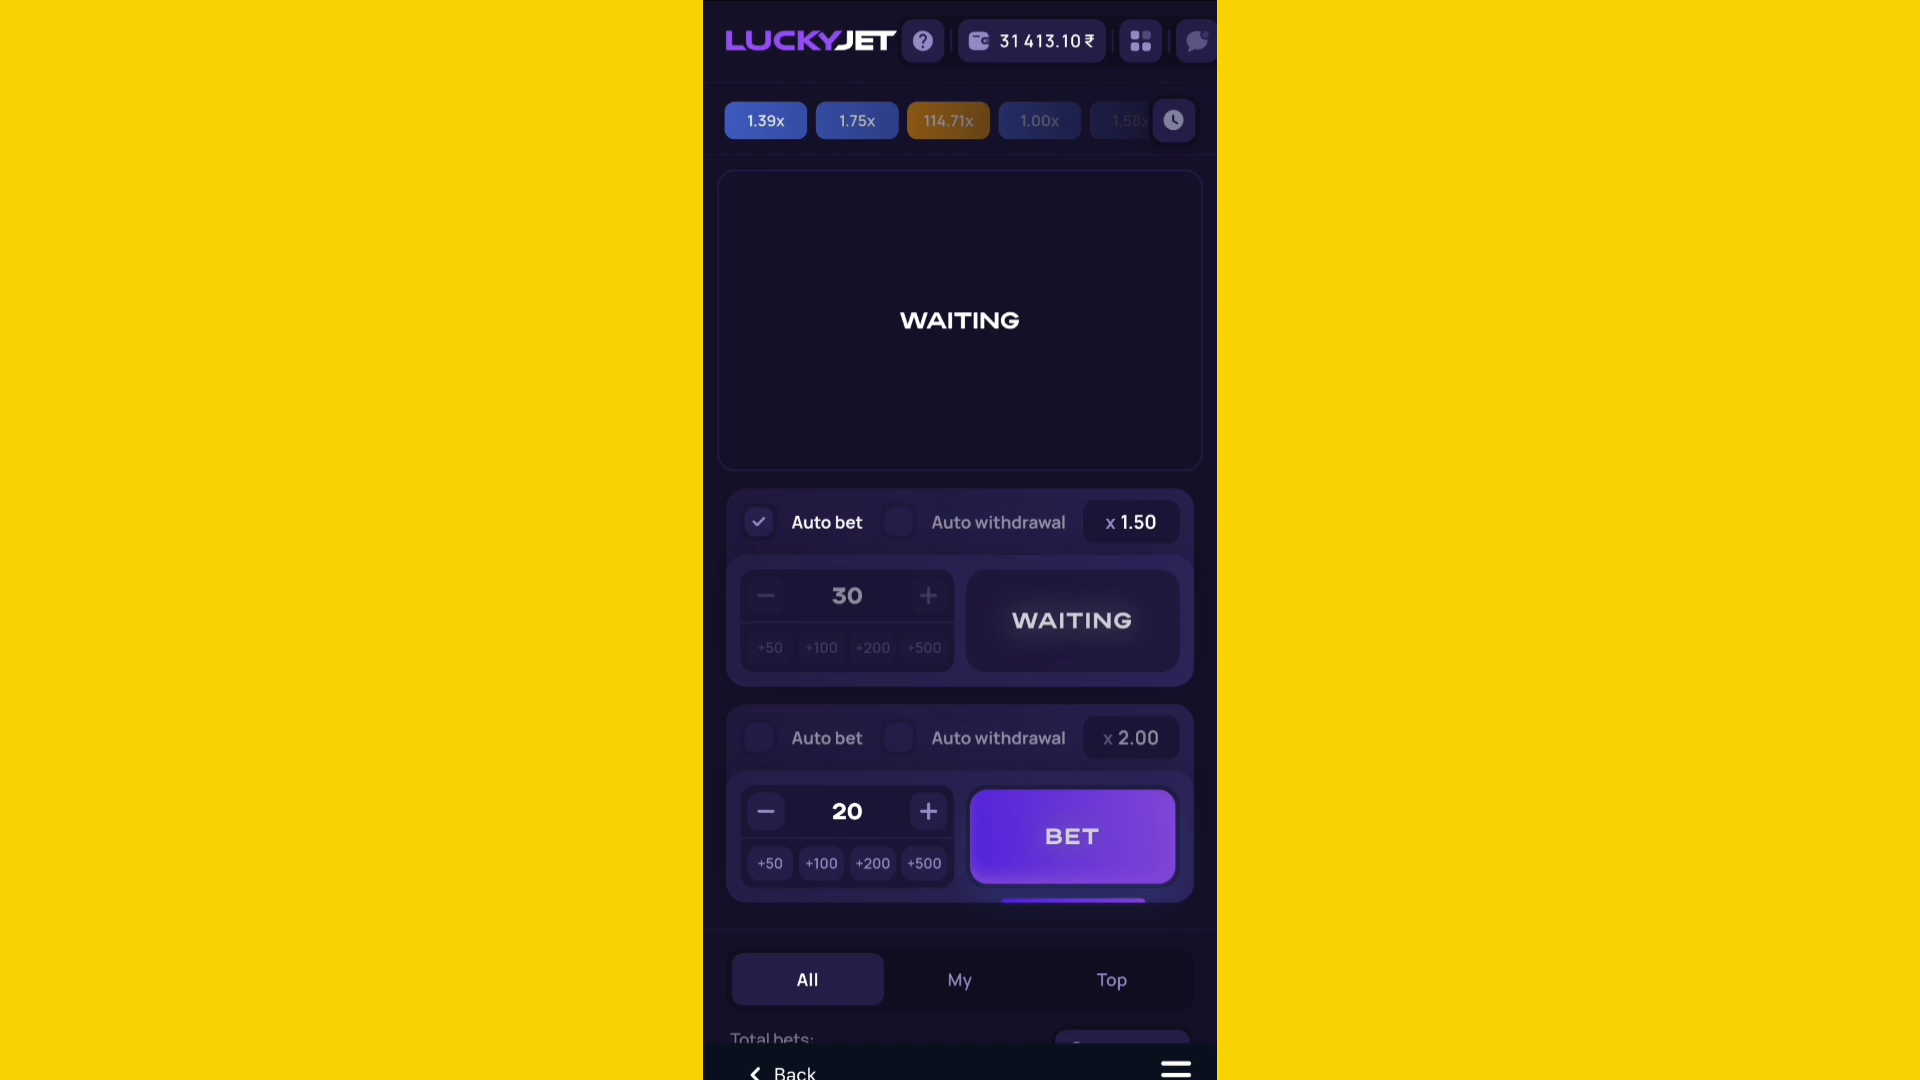 LUCKYJET 31 413.10 ₹
1.39x 1.75x 114.71x 1.00x 1.58x
WAITING
Auto bet Auto withdrawal x 1.50
30
WAITING
+50 +100 +200 +500
Auto bet Auto withdrawal x 2.00
20
BET
+50 +100 +200 +500
All My Top
Total bets:
Back